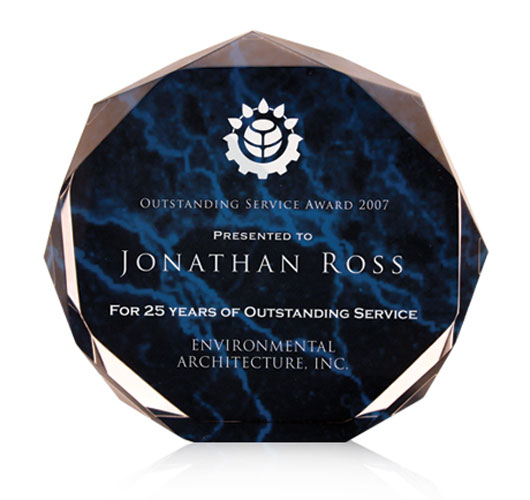 Outstanding Service Award 2007
Presented to
Jonathan Ross
For 25 years of Outstanding Service
Environmental
Architecture, Inc.